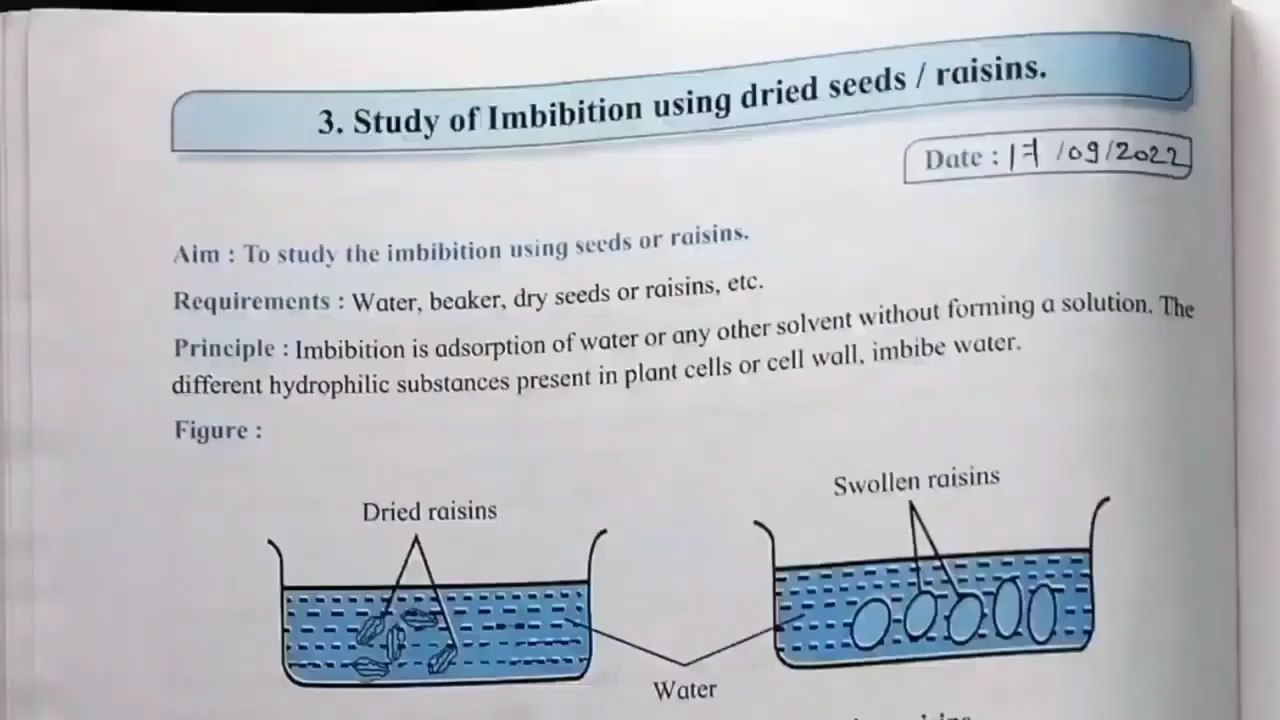 3. Study of Imbibition using dried seeds / raisins.
Date : 17/09/2022
Aim : To study the imbibition using seeds or raisins.
Requirements : Water, beaker, dry seeds or raisins, etc.
Principle : Imbibition is adsorption of water or any other solvent without forming a solution. The
different hydrophilic substances present in plant cells or cell wall, imbibe water.
Figure :
Dried raisins
Swollen raisins
Water